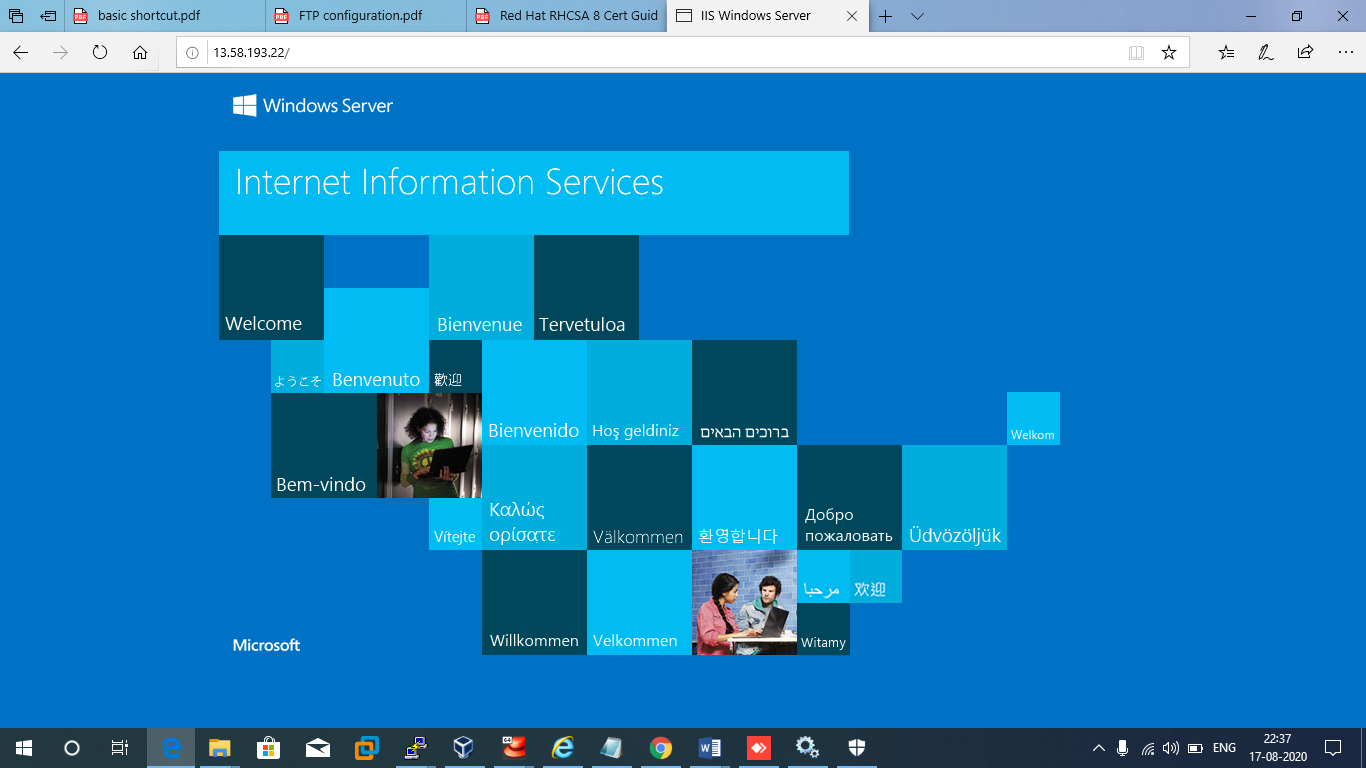 basic shortcut.pdf
FTP configuration.pdf
Red Hat RHCSA 8 Cert Guid
IIS Windows Server
13.58.193.22/
Windows Server
Internet Information Services
Welcome
Bienvenue
Tervetuloa
ようこそ
Benvenuto
歡迎
Bienvenido
Hoş geldiniz
ברוכים הבאים
Welkom
Bem-vindo
Vítejte
Καλώς
ορίσατε
Välkommen
환영합니다
Добро
пожаловать
Üdvözöljük
Willkommen
Velkommen
مرحبا
欢迎
Witamy
Microsoft
ENG
22:37
17-08-2020